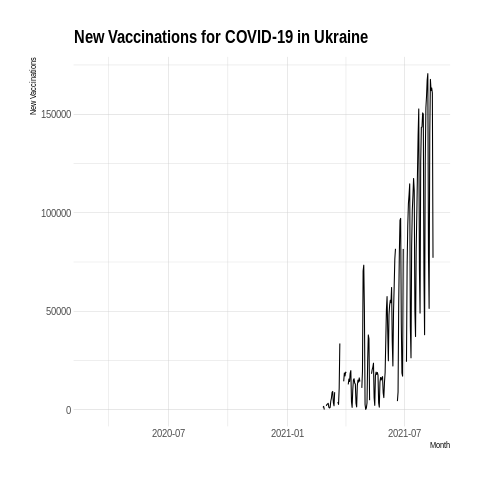 New Vaccinations for COVID-19 in Ukraine
New Vaccinations
150000
100000
50000
0
2020-07 2021-01 2021-07
Month